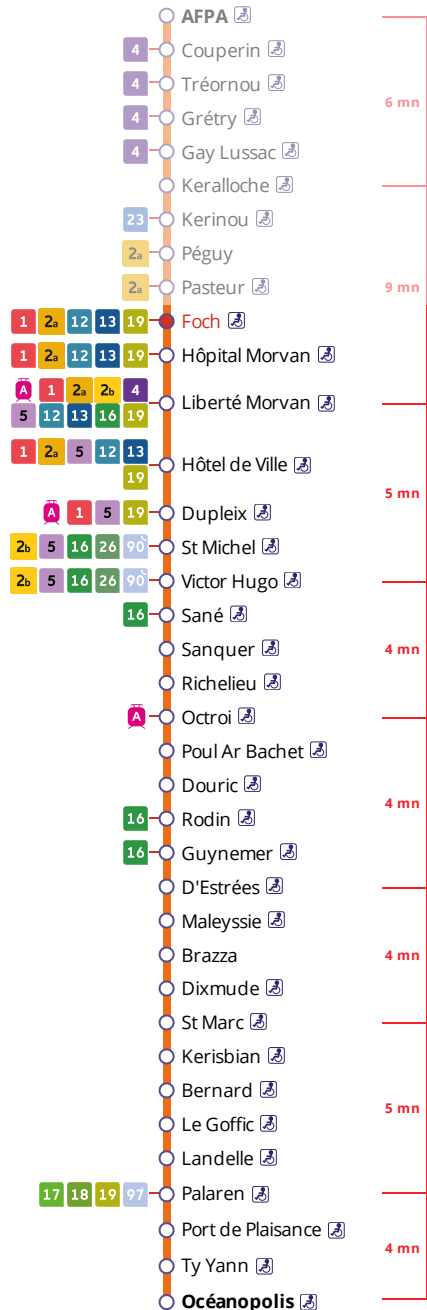 AFPA
4 Couperin
4 Tréornou
4 Grétry
4 Gay Lussac
6 mn
Keralloche
23 Kerinou
2a Péguy
2a Pasteur
9 mn
1 2a 12 13 19 Foch
1 2a 12 13 19 Hôpital Morvan
A 1 2a 2b 4
5 12 13 16 19 Liberté Morvan
1 2a 5 12 13
19 Hôtel de Ville
5 mn
A 1 5 19 Dupleix
2b 5 16 26 90 St Michel
2b 5 16 26 90 Victor Hugo
16 Sané
Sanquer
4 mn
Richelieu
A Octroi
Poul Ar Bachet
Douric
4 mn
16 Rodin
16 Guynemer
D'Estrées
Maleyssie
Brazza
4 mn
Dixmude
St Marc
Kerisbian
Bernard
5 mn
Le Goffic
Landelle
17 18 19 97 Palaren
Port de Plaisance
4 mn
Ty Yann
Océanopolis